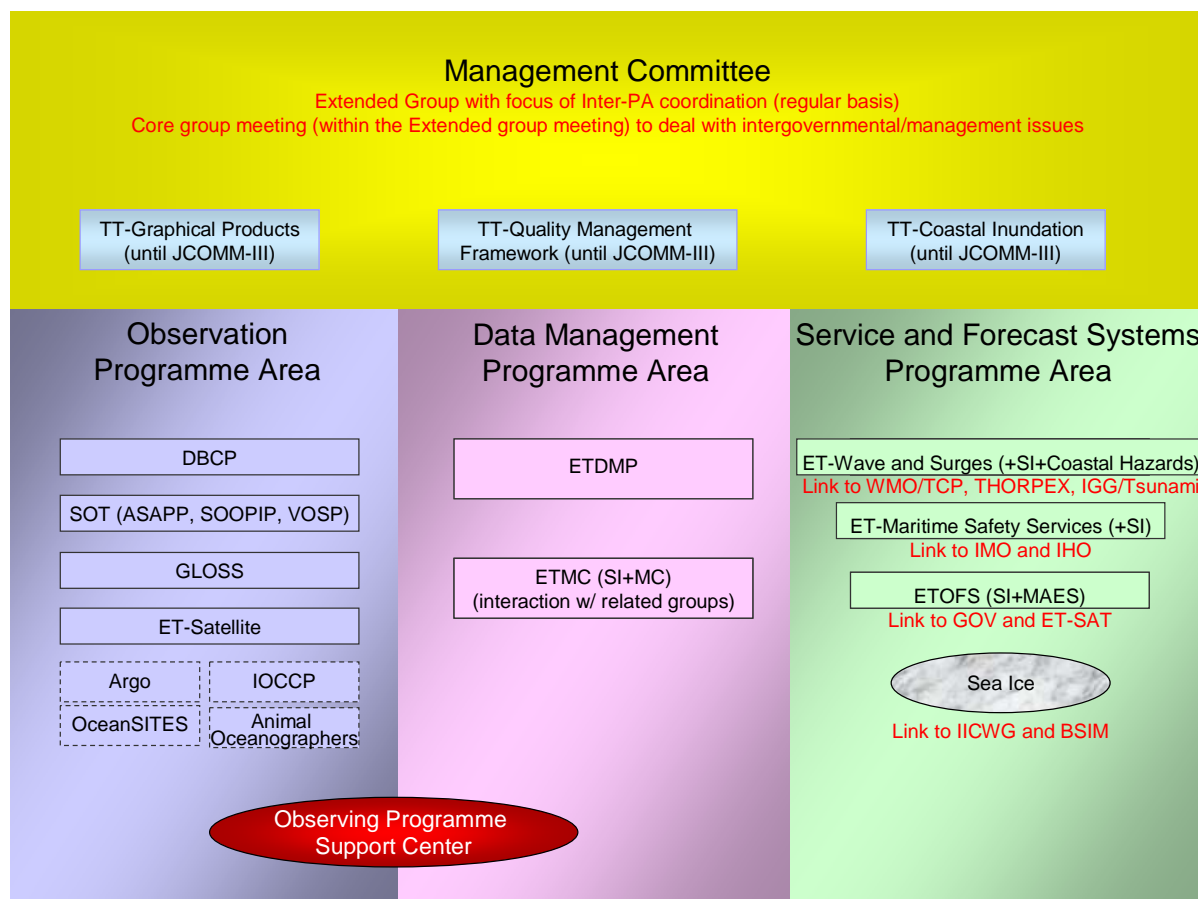 Management Committee
Extended Group with focus of Inter-PA coordination (regular basis)
Core group meeting (within the Extended group meeting) to deal with intergovernmental/management issues
TT-Graphical Products
(until JCOMM-III)
TT-Quality Management
Framework (until JCOMM-III)
TT-Coastal Inundation
(until JCOMM-III)
Observation
Programme Area
DBCP
SOT (ASAPP, SOOPIP, VOSP)
GLOSS
ET-Satellite
Argo
IOCCP
OceanSITES
Animal
Oceanographers
Data Management
Programme Area
ETDMP
ETMC (SI+MC)
(interaction w/ related groups)
Service and Forecast Systems
Programme Area
ET-Wave and Surges (+SI+Coastal Hazards)
Link to WMO/TCP, THORPEX, IGG/Tsunami
ET-Maritime Safety Services (+SI)
Link to IMO and IHO
ETOFS (SI+MAES)
Link to GOV and ET-SAT
Sea Ice
Link to IICWG and BSIM
Observing Programme
Support Center